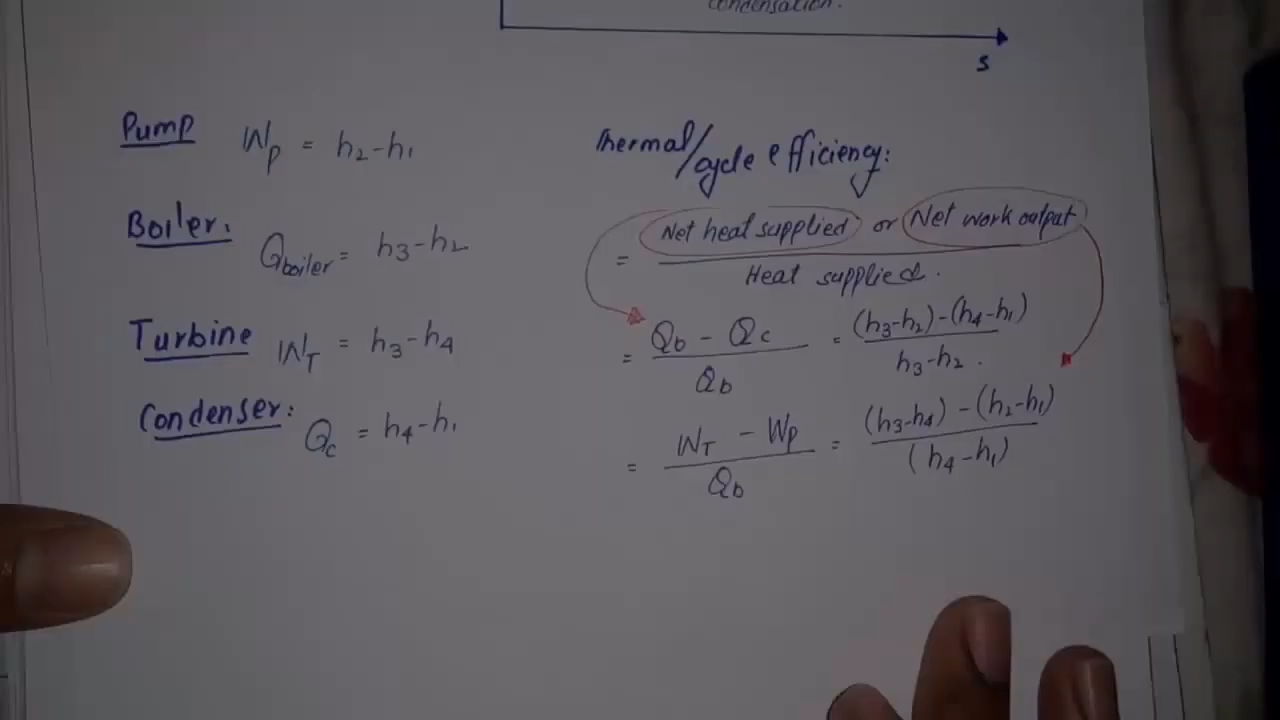 condensation.
s
Pump Wp = h2-h1
Boiler: Qboiler = h3-h2
Turbine WT = h3-h4
Condenser: Qc = h4-h1
Thermal/cycle efficiency:
= Net heat supplied or Net work output
Heat supplied.
= Qb - Qc / Qb = (h3-h2)-(h4-h1) / h3-h2.
= WT - Wp / Qb = (h3-h4) - (h2-h1) / (h4-h1)